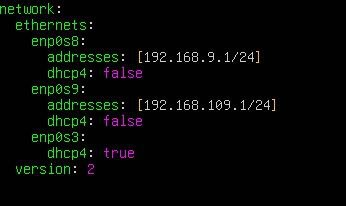 network:
  ethernets:
    enp0s8:
      addresses: [192.168.9.1/24]
      dhcp4: false
    enp0s9:
      addresses: [192.168.109.1/24]
      dhcp4: false
    enp0s3:
      dhcp4: true
  version: 2